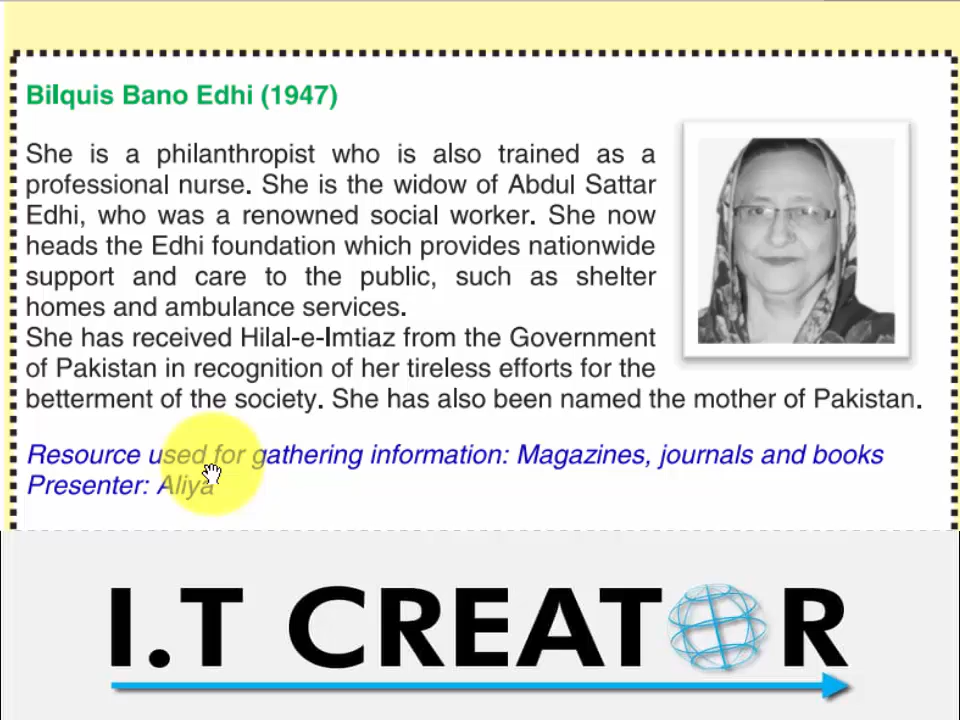 Bilquis Bano Edhi (1947)
She is a philanthropist who is also trained as a
professional nurse. She is the widow of Abdul Sattar
Edhi, who was a renowned social worker. She now
heads the Edhi foundation which provides nationwide
support and care to the public, such as shelter
homes and ambulance services.
She has received Hilal-e-Imtiaz from the Government
of Pakistan in recognition of her tireless efforts for the
betterment of the society. She has also been named the mother of Pakistan.
Resource used for gathering information: Magazines, journals and books
Presenter: Aliya
I.T CREATOR